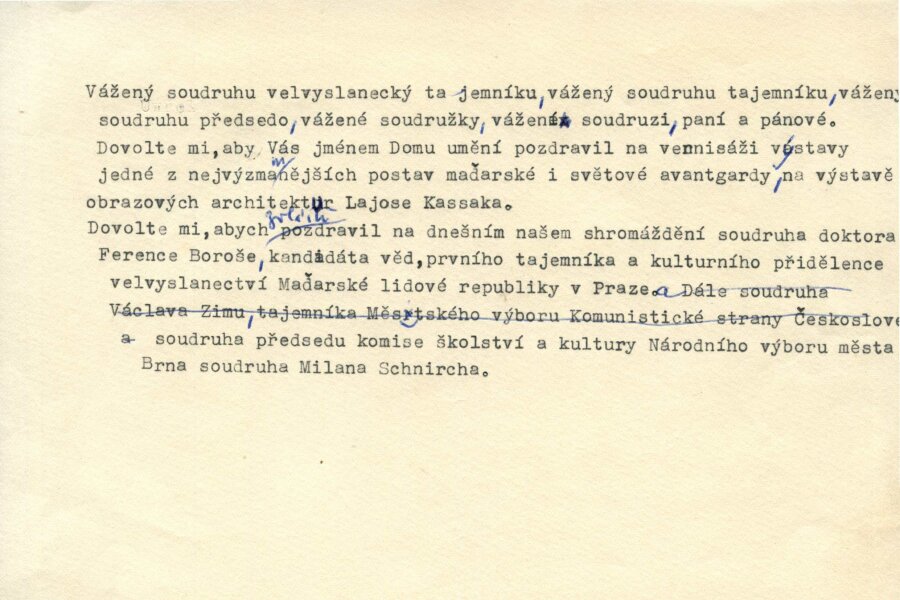 Vážený soudruhu velvyslanecký ta jemníku, vážený soudruhu tajemníku, vážený
soudruhu předsedo, vážené soudružky, vážení soudruzi, paní a pánové.
Dovolte mi,aby Vás jménem Domu umění pozdravil na vernisáži výstavy
jedné z nejvýzmanějších postav maďarské i světové avantgardy, na výstavě
obrazových architektur Lajose Kassaka.
zvláště
Dovolte mi,abych pozdravil na dnešním našem shromáždění soudruha doktora
Ference Boroše, kandidáta věd,prvního tajemníka a kulturního přidělence
velvyslanectví Maďarské lidové republiky v Praze. a Dále soudruha
Václava Zimu, tajemníka Městského výboru Komunistické strany Českoslove
a soudruha předsedu komise školství a kultury Národního výboru města
Brna soudruha Milana Schnircha.